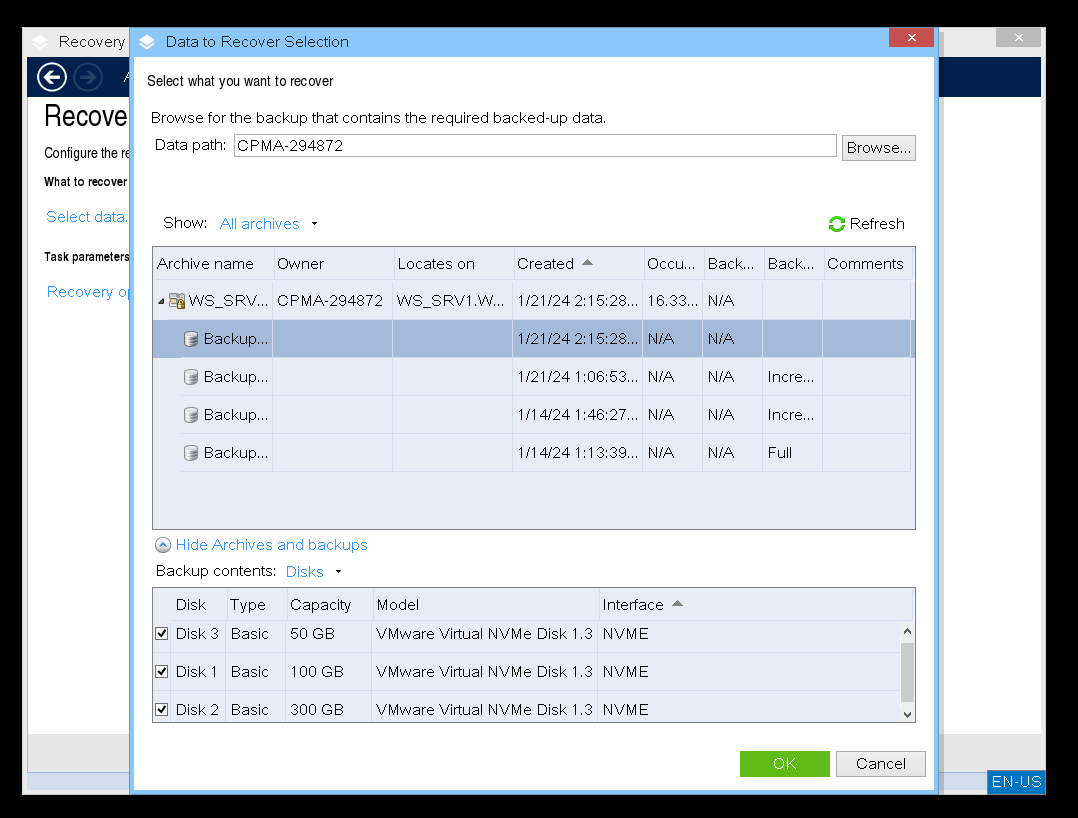 Recovery
Data to Recover Selection
Recove
Configure the re
What to recover
Select data.
Task parameters
Recovery op
Select what you want to recover
Browse for the backup that contains the required backed-up data.
Data path: CPMA-294872 Browse...
Show: All archives Refresh
Archive name Owner Locates on Created Occu... Back... Back... Comments
WS_SRV... CPMA-294872 WS_SRV1.W... 1/21/24 2:15:28... 16.33... N/A
Backup... 1/21/24 2:15:28... N/A N/A
Backup... 1/21/24 1:06:53... N/A N/A Incre...
Backup... 1/14/24 1:46:27... N/A N/A Incre...
Backup... 1/14/24 1:13:39... N/A N/A Full
Hide Archives and backups
Backup contents: Disks
Disk Type Capacity Model Interface
Disk 3 Basic 50 GB VMware Virtual NVMe Disk 1.3 NVME
Disk 1 Basic 100 GB VMware Virtual NVMe Disk 1.3 NVME
Disk 2 Basic 300 GB VMware Virtual NVMe Disk 1.3 NVME
OK Cancel
EN-US